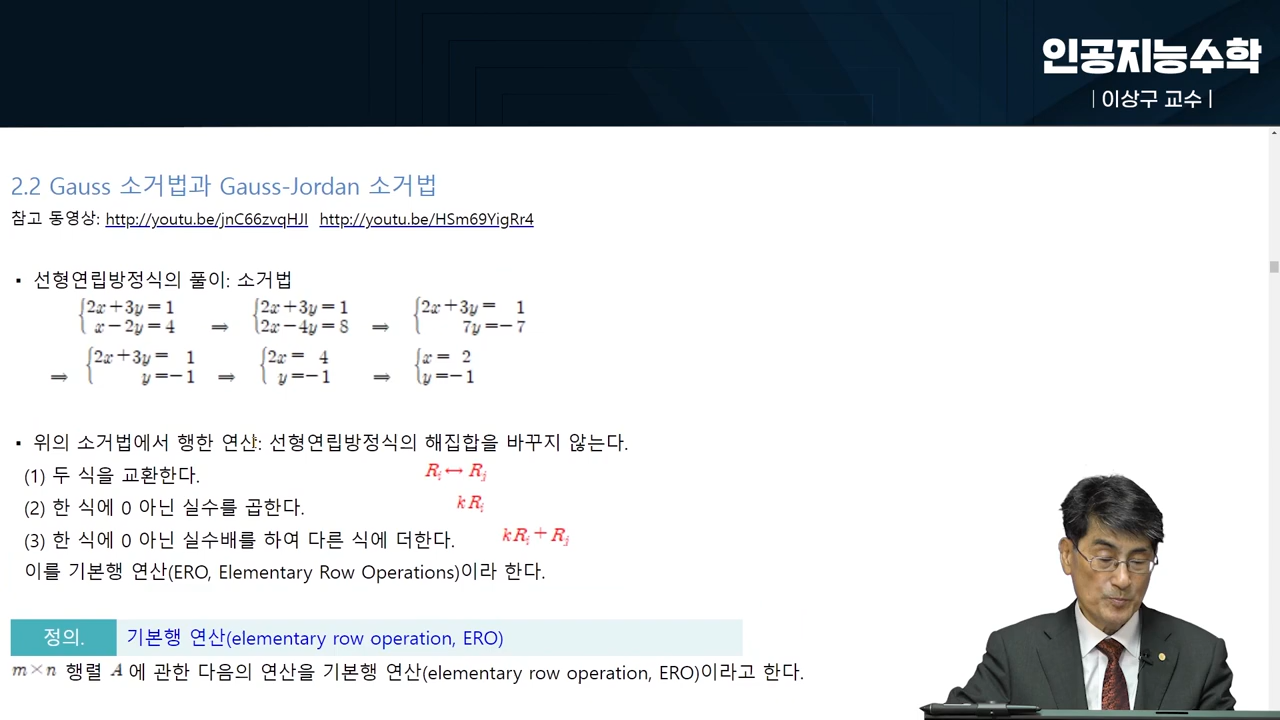 인공지능수학
| 이상구 교수 |
2.2 Gauss 소거법과 Gauss-Jordan 소거법
참고 동영상: http://youtu.be/jnC66zvqHJI http://youtu.be/HSm69YigRr4
▪ 선형연립방정식의 풀이: 소거법
{2x+3y=1 {2x+3y=1 {2x+3y= 1
x−2y=4 ⇒ 2x−4y=8 ⇒ 7y=−7
{2x+3y= 1 {2x= 4 {x= 2
⇒ y=−1 ⇒ y=−1 ⇒ y=−1
▪ 위의 소거법에서 행한 연산: 선형연립방정식의 해집합을 바꾸지 않는다.
(1) 두 식을 교환한다. R_i ↔ R_j
(2) 한 식에 0 아닌 실수를 곱한다. kR_i
(3) 한 식에 0 아닌 실수배를 하여 다른 식에 더한다. kR_i + R_j
이를 기본행 연산(ERO, Elementary Row Operations)이라 한다.
정의. 기본행 연산(elementary row operation, ERO)
m×n 행렬 A 에 관한 다음의 연산을 기본행 연산(elementary row operation, ERO)이라고 한다.